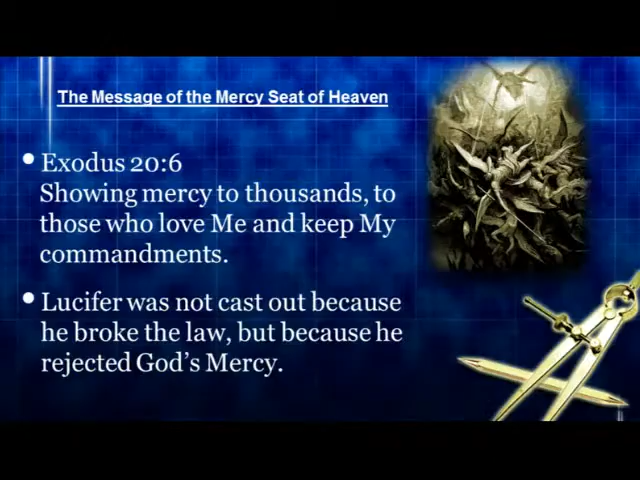 The Message of the Mercy Seat of Heaven
• Exodus 20:6
Showing mercy to thousands, to
those who love Me and keep My
commandments.
• Lucifer was not cast out because
he broke the law, but because he
rejected God's Mercy.